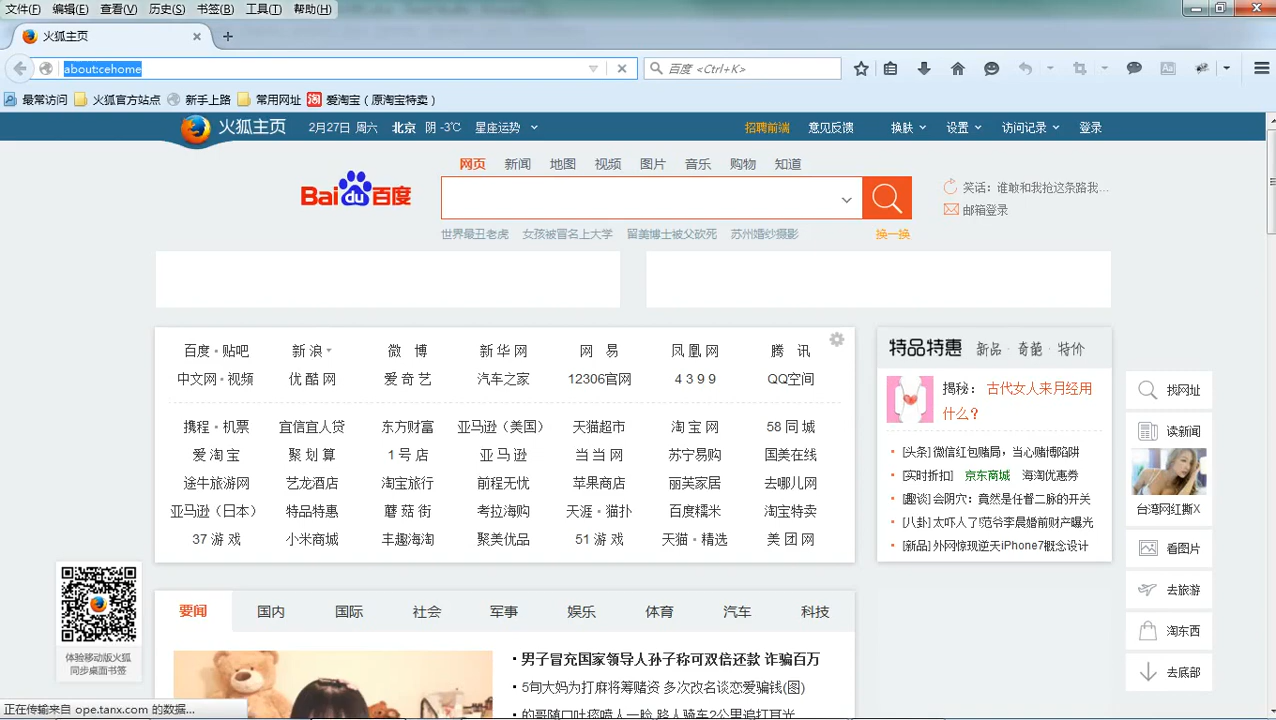 文件(F) 编辑(E) 查看(V) 历史(S) 书签(B) 工具(T) 帮助(H)
火狐主页
about:cehome
百度 <Ctrl+K>
最常访问 火狐官方站点 新手上路 常用网址 淘 爱淘宝（原淘宝特卖）
火狐主页 2月27日 周六 北京 阴 -3℃ 星座运势 招聘前端 意见反馈 换肤 设置 访问记录 登录
网页 新闻 地图 视频 图片 音乐 购物 知道
Bai du 百度
笑话：谁敢和我抢这条函我...
邮箱登录
世界最丑老虎 女孩被冒名上大学 留美博士被父砍死 苏州婚纱摄影 换一换
百度·贴吧 新浪 微博 新华网 网易 凤凰网 腾讯
中文网·视频 优酷网 爱奇艺 汽车之家 12306官网 4399 QQ空间
携程·机票 宜信宜人贷 东方财富 亚马逊（美国） 天猫超市 淘宝网 58同城
爱淘宝 聚划算 1号店 亚马逊 当当网 苏宁易购 国美在线
途牛旅游网 艺龙酒店 淘宝旅行 前程无忧 苹果商店 丽芙家居 去哪儿网
亚马逊（日本） 特品特惠 蘑菇街 考拉海购 天涯·猫扑 百度糯米 淘宝特卖
37游戏 小米商城 丰趣海淘 聚美优品 51游戏 天猫·精选 美团网
特品特惠 新品·奇葩·特价
揭秘： 古代女人来月经用
什么？
[头条] 微信红包赌局，当心赌博陷阱
[实时折扣] 京东商城 海淘优惠券
[趣谈] 会阴穴：竟然是任督二脉的开关
[八卦] 太吓人了!范爷李晨婚前财产曝光
[新品] 外网惊现逆天iPhone7概念设计
找网址
读新闻
台湾网红撕X
看图片
去旅游
淘东西
去底部
体验移动版火狐
同步桌面书签
要闻 国内 国际 社会 军事 娱乐 体育 汽车 科技
男子冒充国家领导人孙子称可双倍还款 诈骗百万
5旬大妈为打麻将筹赌资 多次改名谈恋爱骗钱(图)
的哥随口吐痰喷人一脸 路人骑车2公里追打耳光
正在传输来自 ope.tanx.com 的数据...